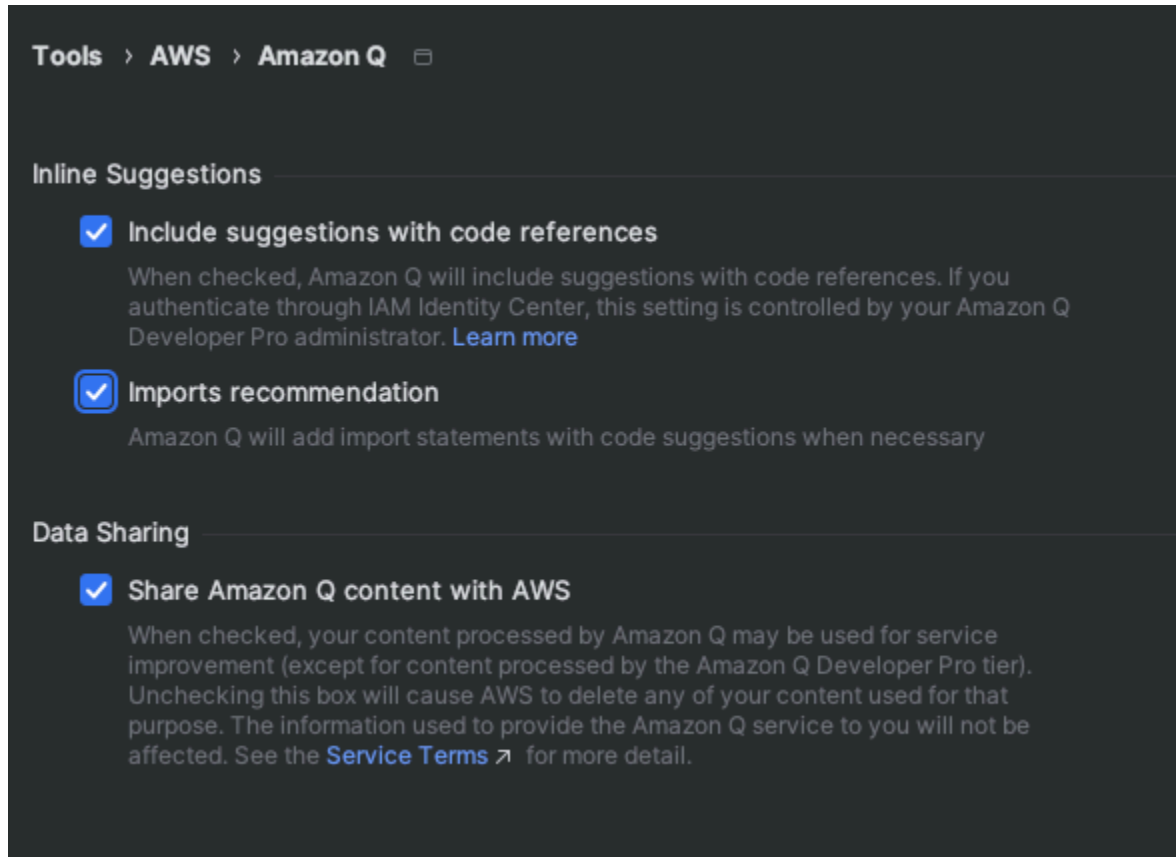 Tools › AWS › Amazon Q
Inline Suggestions
Include suggestions with code references
When checked, Amazon Q will include suggestions with code references. If you
authenticate through IAM Identity Center, this setting is controlled by your Amazon Q
Developer Pro administrator. Learn more
Imports recommendation
Amazon Q will add import statements with code suggestions when necessary
Data Sharing
Share Amazon Q content with AWS
When checked, your content processed by Amazon Q may be used for service
improvement (except for content processed by the Amazon Q Developer Pro tier).
Unchecking this box will cause AWS to delete any of your content used for that
purpose. The information used to provide the Amazon Q service to you will not be
affected. See the Service Terms ↗ for more detail.